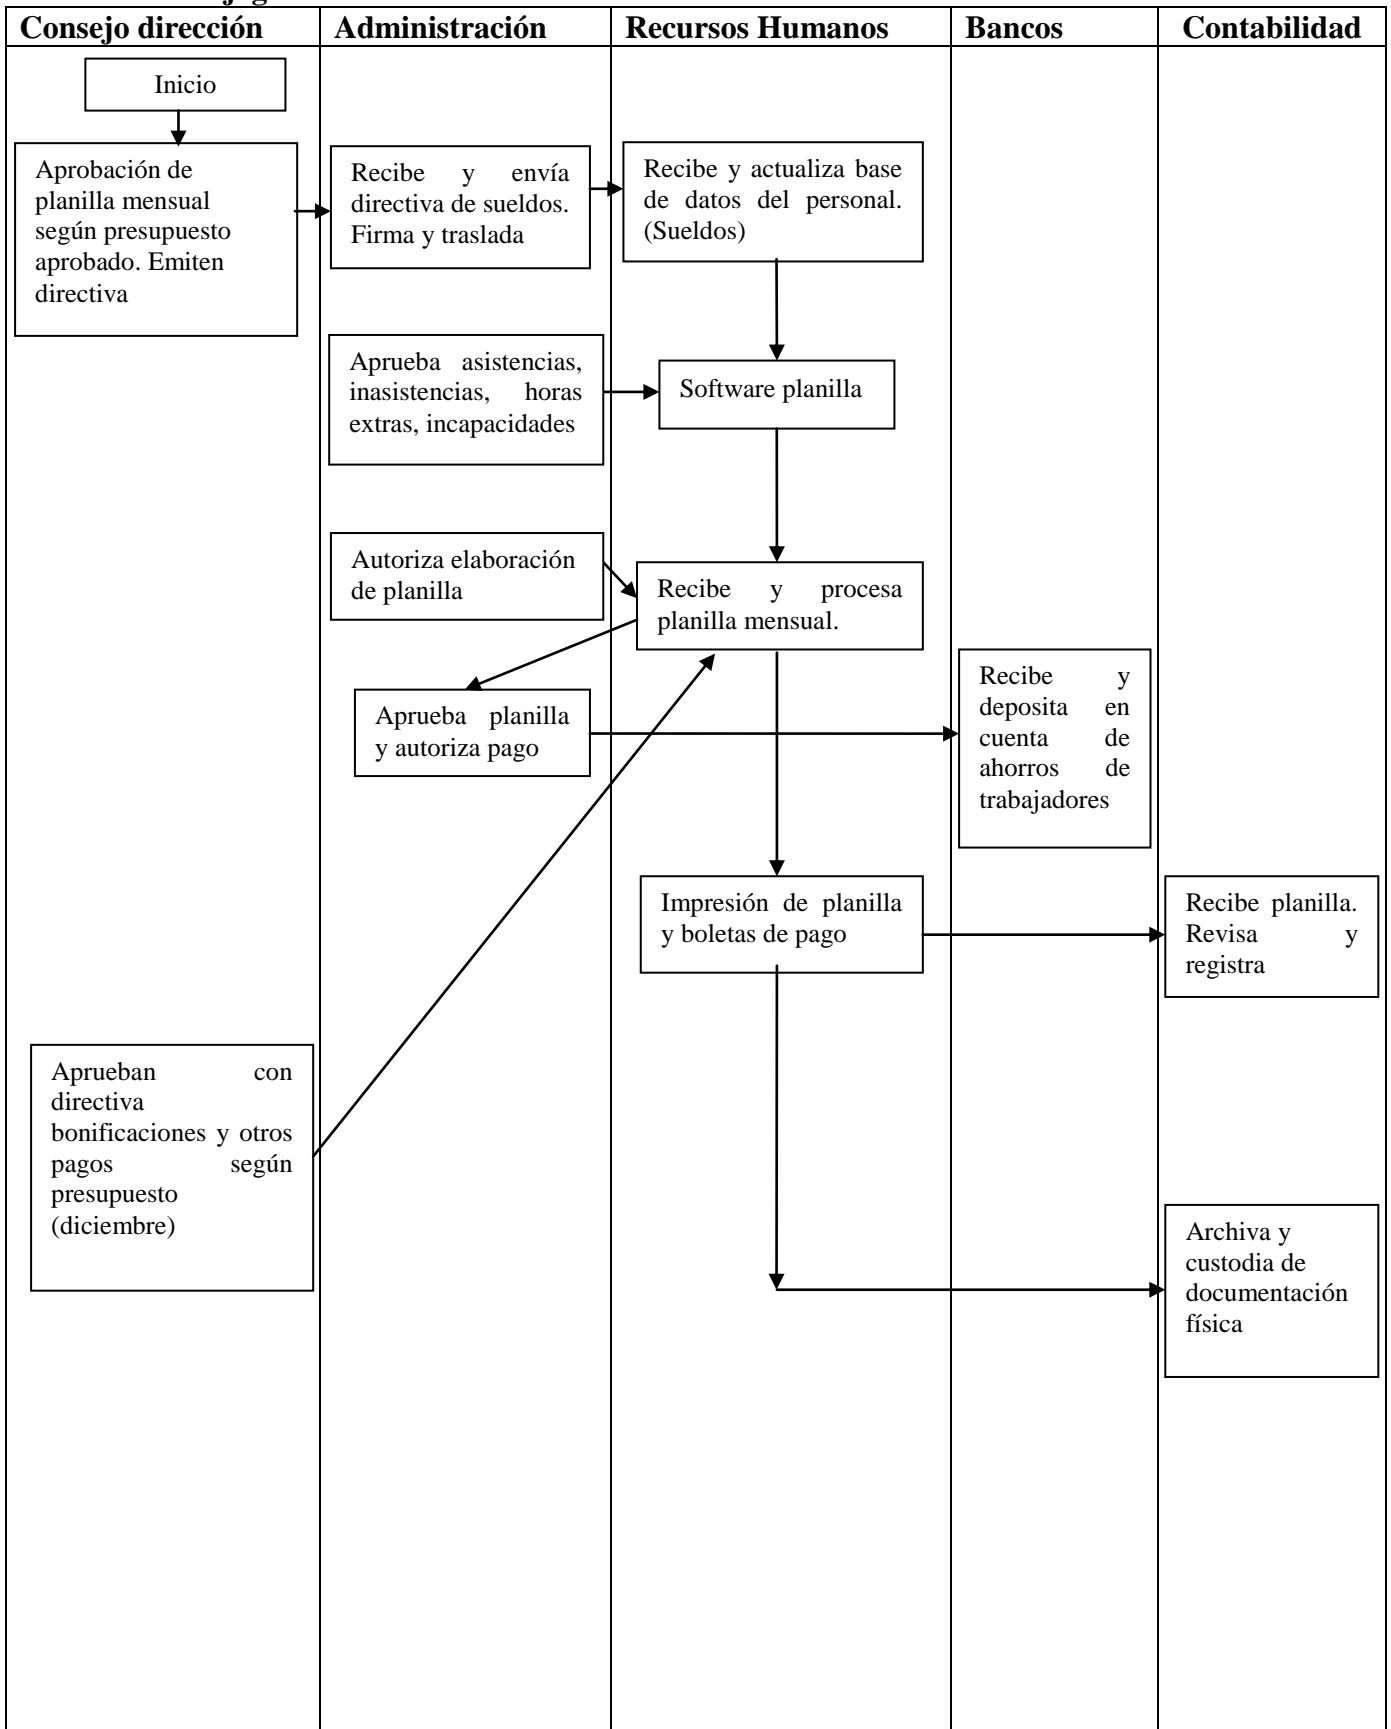 Consejo dirección
Administración
Recursos Humanos
Bancos
Contabilidad
Inicio
Aprobación de
planilla mensual
según presupuesto
aprobado. Emiten
directiva
Recibe y envía
directiva de sueldos.
Firma y traslada
Recibe y actualiza base
de datos del personal.
(Sueldos)
Aprueba asistencias,
inasistencias, horas
extras, incapacidades
Software planilla
Autoriza elaboración
de planilla
Recibe y procesa
planilla mensual.
Aprueba planilla
y autoriza pago
Recibe y
deposita en
cuenta de
ahorros de
trabajadores
Impresión de planilla
y boletas de pago
Recibe planilla.
Revisa y
registra
Aprueban con
directiva
bonificaciones y otros
pagos según
presupuesto
(diciembre)
Archiva y
custodia de
documentación
física